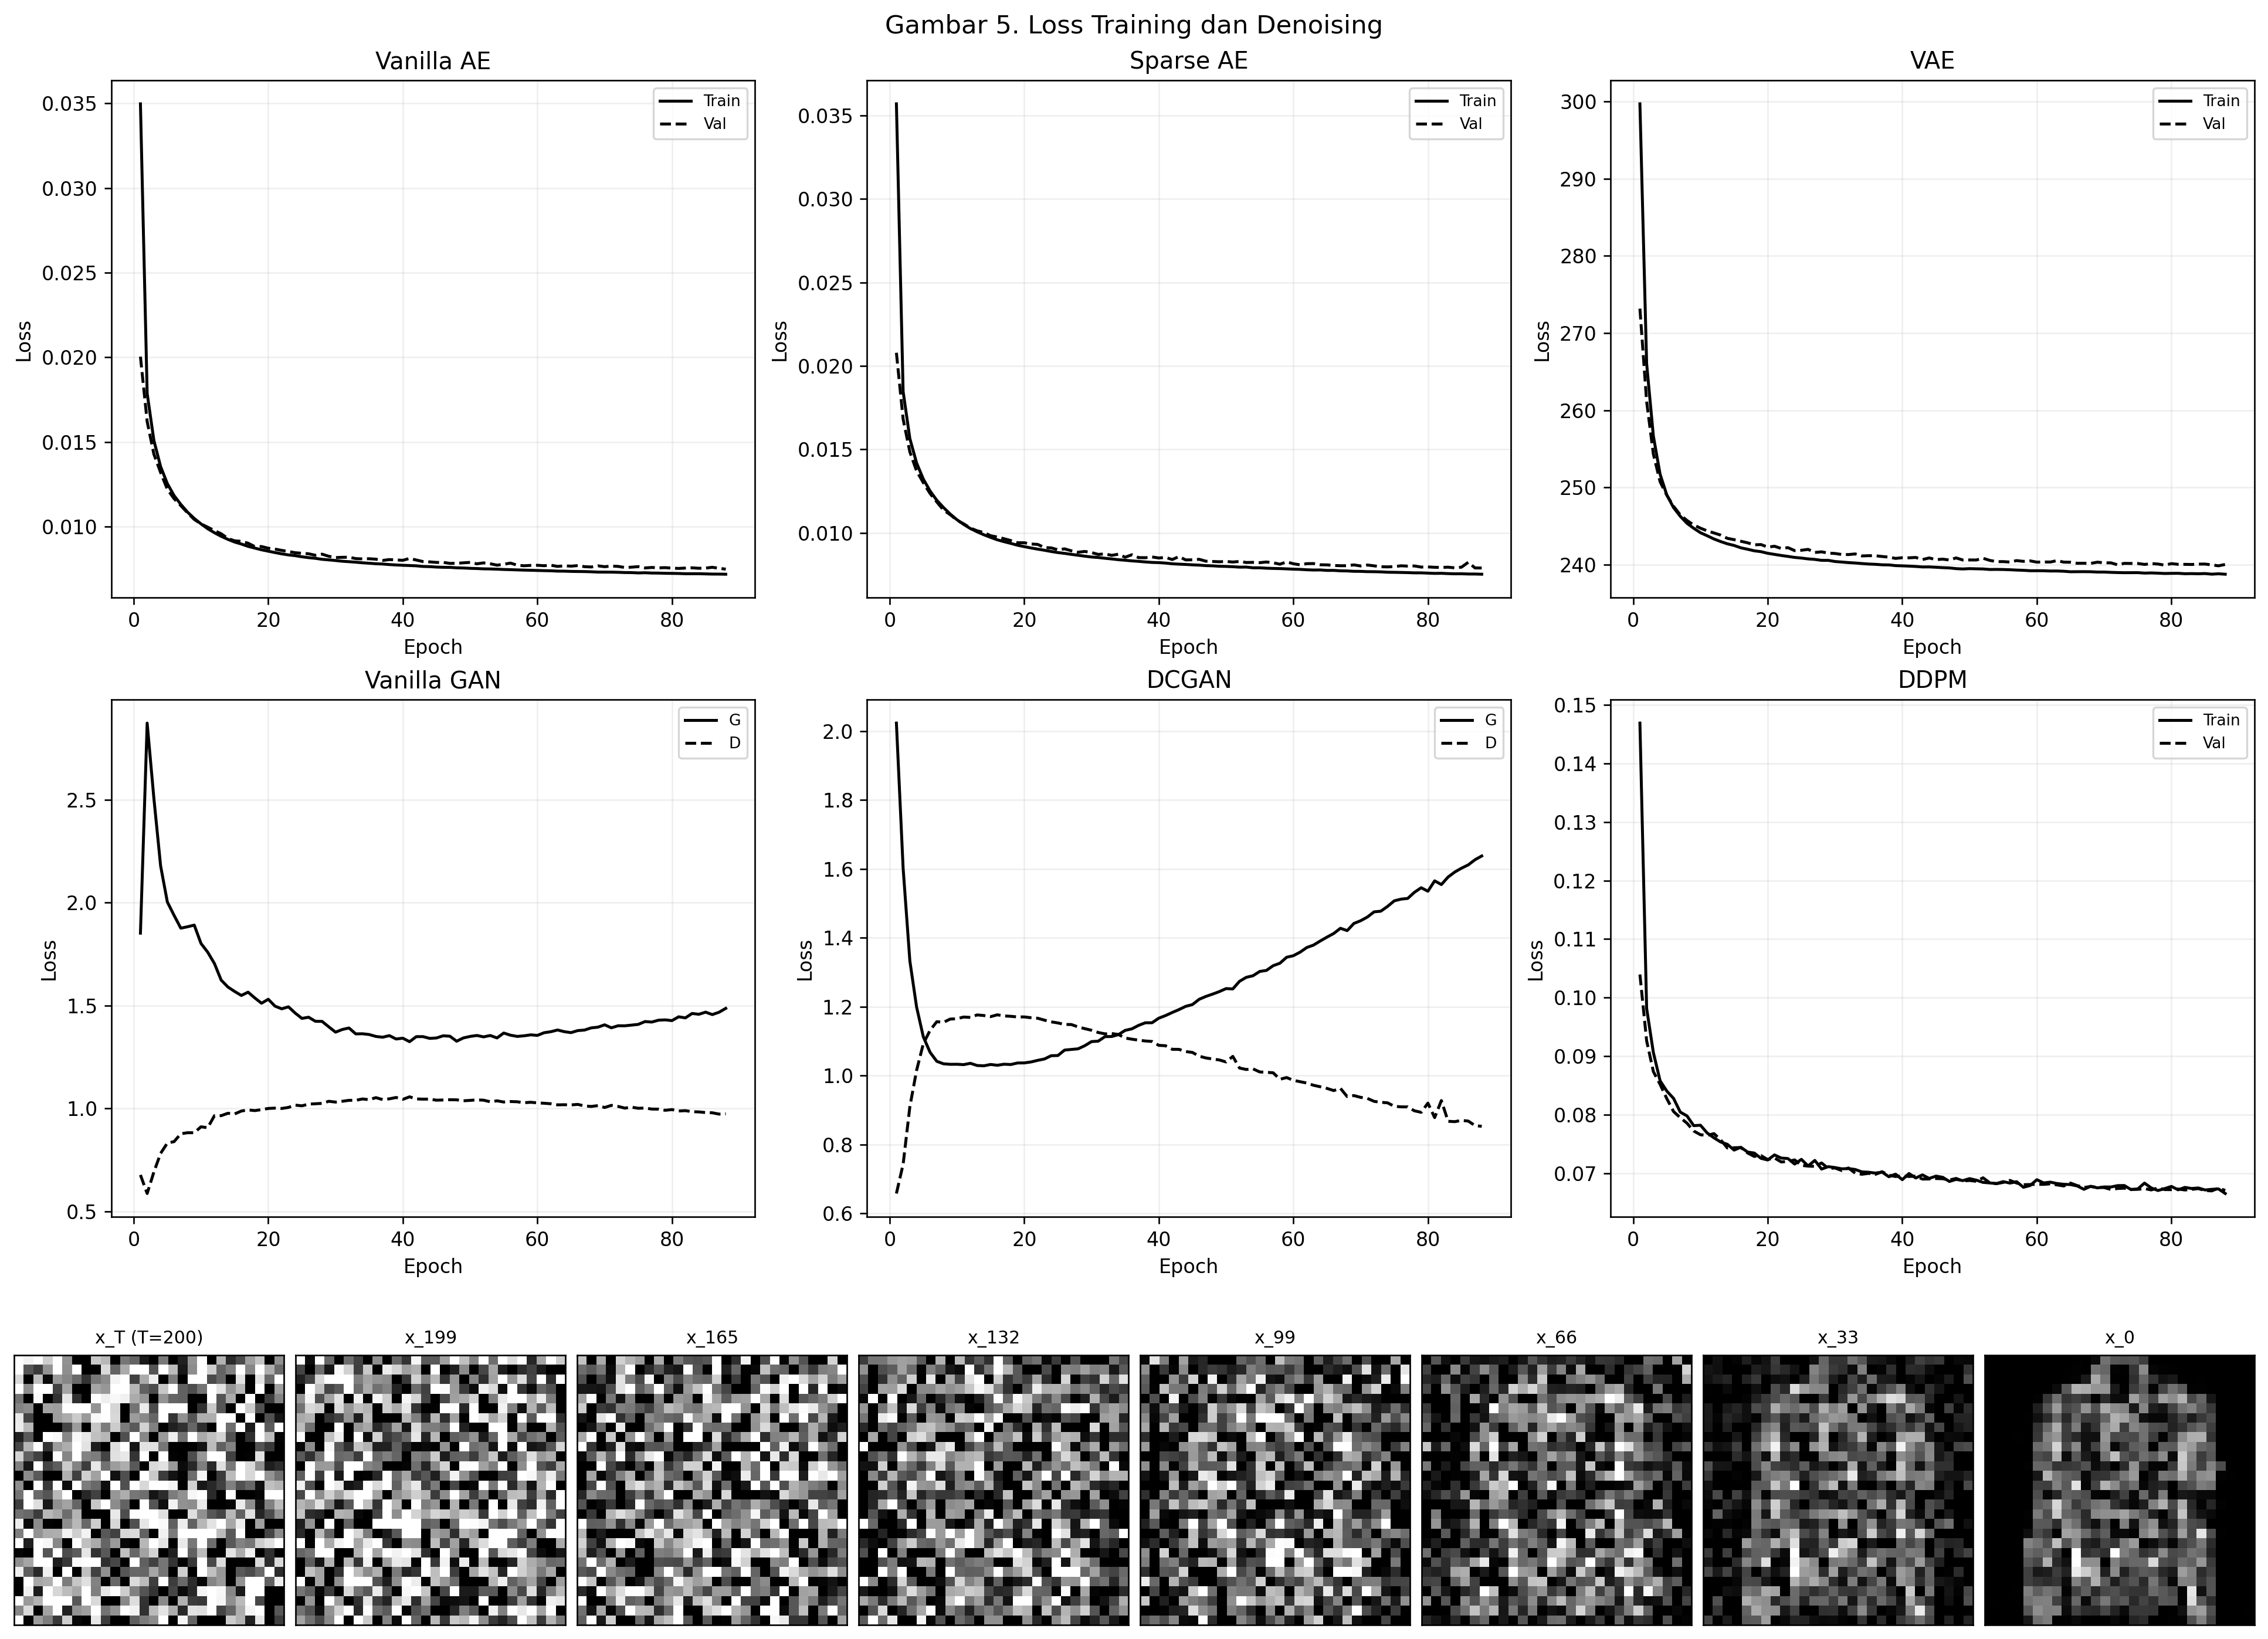 Gambar 5. Loss Training dan Denoising
Vanilla AE
Train
Val
0.035
0.030
0.025
0.020
0.015
0.010
Loss
0 20 40 60 80
Epoch
Sparse AE
Train
Val
0.035
0.030
0.025
0.020
0.015
0.010
Loss
0 20 40 60 80
Epoch
VAE
Train
Val
300
290
280
270
260
250
240
Loss
0 20 40 60 80
Epoch
Vanilla GAN
G
D
2.5
2.0
1.5
1.0
0.5
Loss
0 20 40 60 80
Epoch
DCGAN
G
D
2.0
1.8
1.6
1.4
1.2
1.0
0.8
0.6
Loss
0 20 40 60 80
Epoch
DDPM
Train
Val
0.15
0.14
0.13
0.12
0.11
0.10
0.09
0.08
0.07
Loss
0 20 40 60 80
Epoch
x_T (T=200) x_199 x_165 x_132 x_99 x_66 x_33 x_0